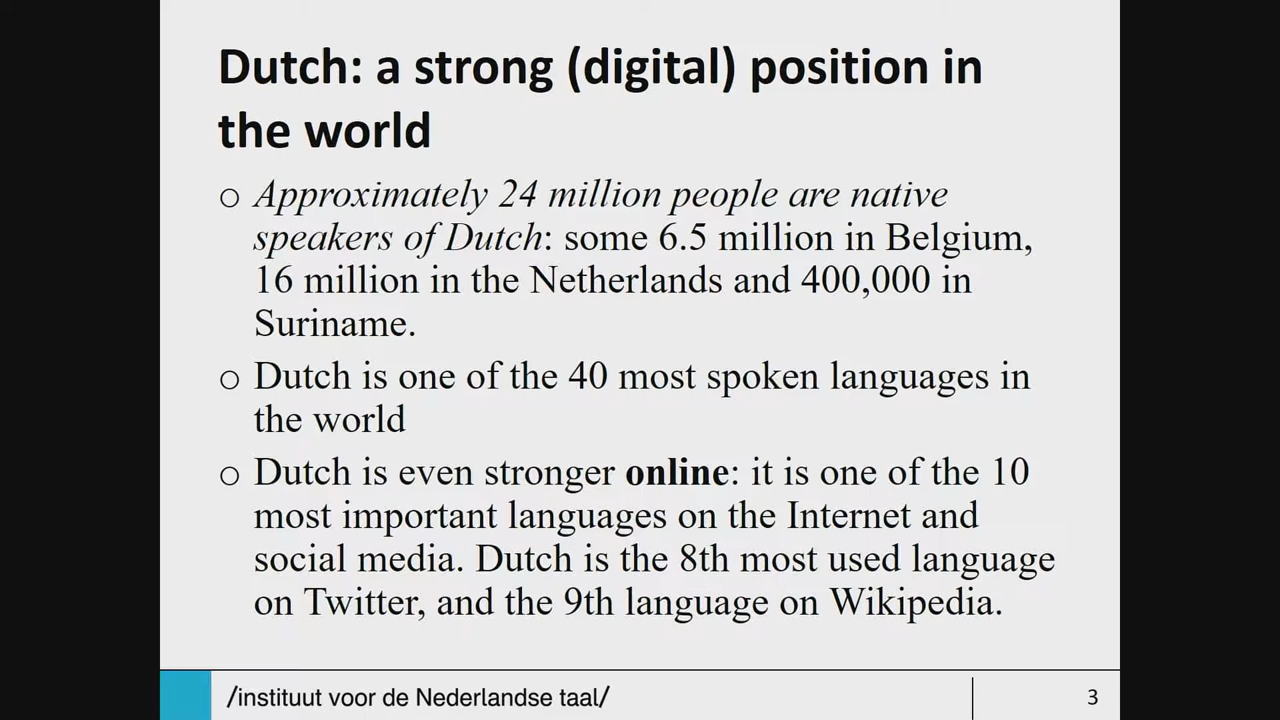 Dutch: a strong (digital) position in
the world
○ Approximately 24 million people are native
speakers of Dutch: some 6.5 million in Belgium,
16 million in the Netherlands and 400,000 in
Suriname.
○ Dutch is one of the 40 most spoken languages in
the world
○ Dutch is even stronger online: it is one of the 10
most important languages on the Internet and
social media. Dutch is the 8th most used language
on Twitter, and the 9th language on Wikipedia.
/instituut voor de Nederlandse taal/
3